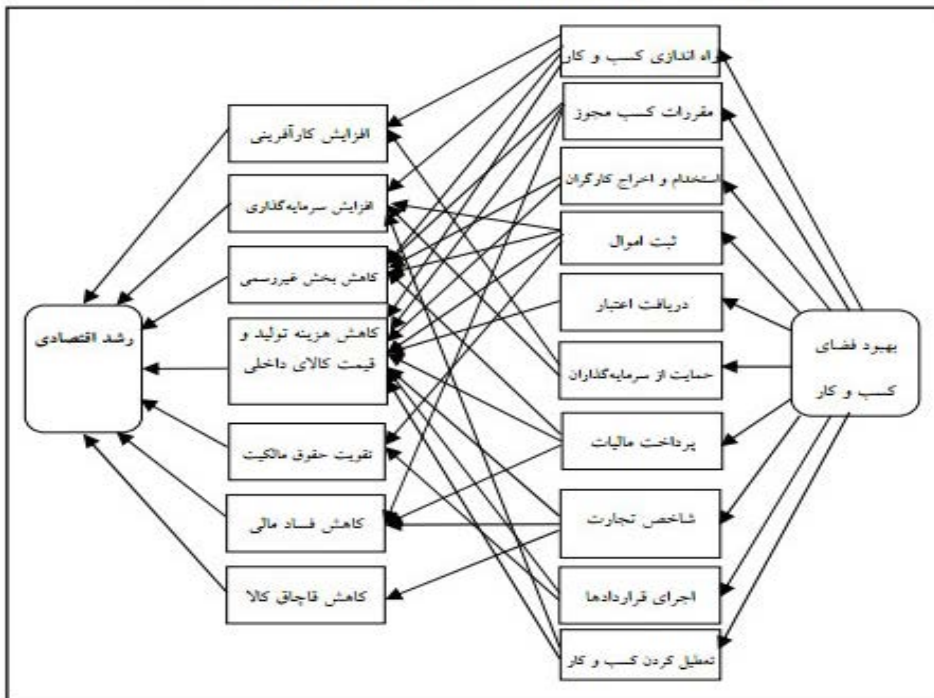 راه اندازی کسب و کار
مقررات کسب مجوز
استخدام و اخراج کارگران
ثبت اموال
دریافت اعتبار
حمایت از سرمایه‌گذاران
پرداخت مالیات
شاخص تجارت
اجرای قراردادها
تعطیل کردن کسب و کار
بهبود فضای
کسب و کار
افزایش کارآفرینی
افزایش سرمایه‌گذاری
کاهش بخش غیررسمی
کاهش هزینه تولید و
قیمت کالای داخلی
تقویت حقوق مالکیت
کاهش فساد مالی
کاهش قاچاق کالا
رشد اقتصادی